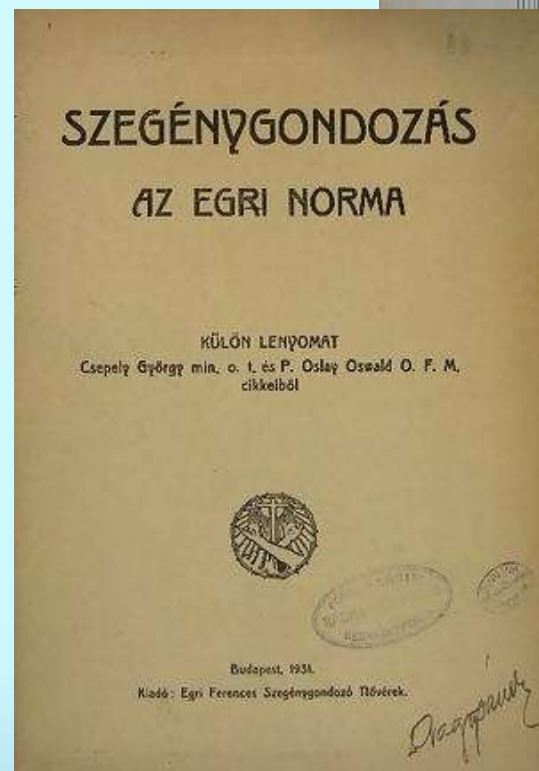 SZEGÉNYGONDOZÁS
AZ EGRI NORMA
KÜLÖN LENYOMAT
Csepely György min. o. t. és P. Oslay Oswald O. F. M.
cikkeiből
Budapest, 1931.
Kiadó: Egri Ferences Szegénygondozó Nővérek.